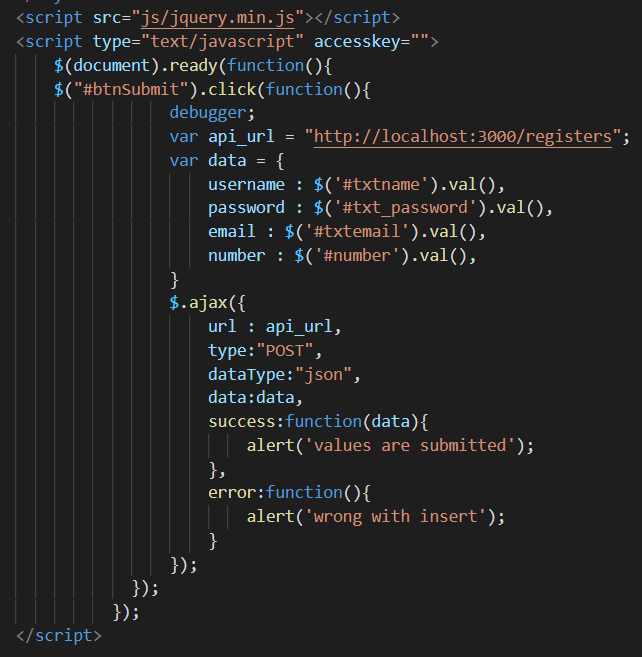 <script src="js/jquery.min.js"></script>
<script type="text/javascript" accesskey="">
$(document).ready(function(){
$("#btnSubmit").click(function(){
debugger;
var api_url = "http://localhost:3000/registers";
var data = {
username : $('#txtname').val(),
password : $('#txt_password').val(),
email : $('#txtemail').val(),
number : $('#number').val(),
}
$.ajax({
url : api_url,
type:"POST",
dataType:"json",
data:data,
success:function(data){
alert('values are submitted');
},
error:function(){
alert('wrong with insert');
}
});
});
});
</script>